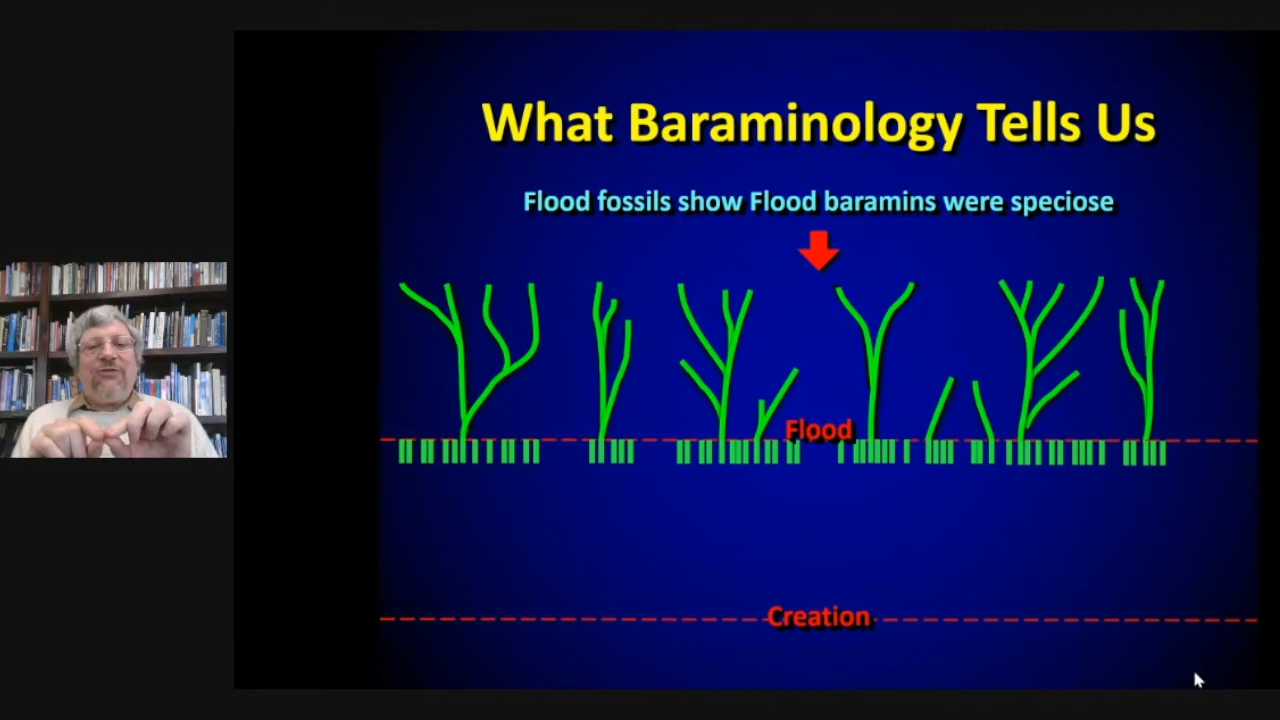 What Baraminology Tells Us
Flood fossils show Flood baramins were speciose
Flood
Creation